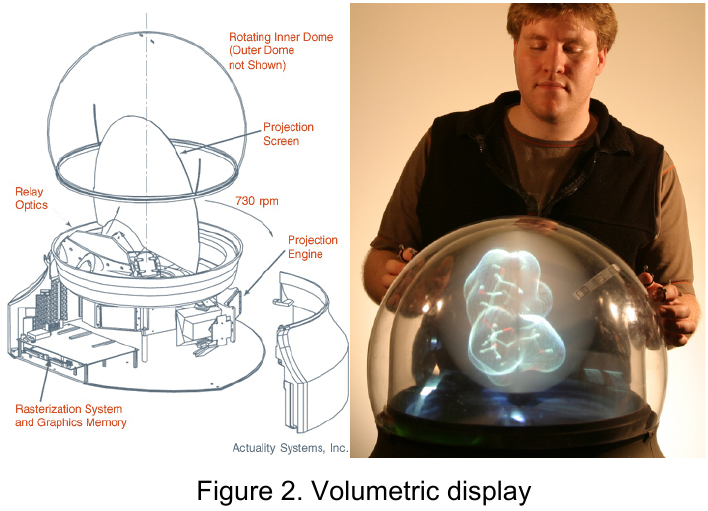 Rotating Inner Dome
(Outer Dome
not Shown)
Projection
Screen
Relay
Optics
730 rpm
Projection
Engine
Rasterization System
and Graphics Memory
Actuality Systems, Inc.
Figure 2. Volumetric display